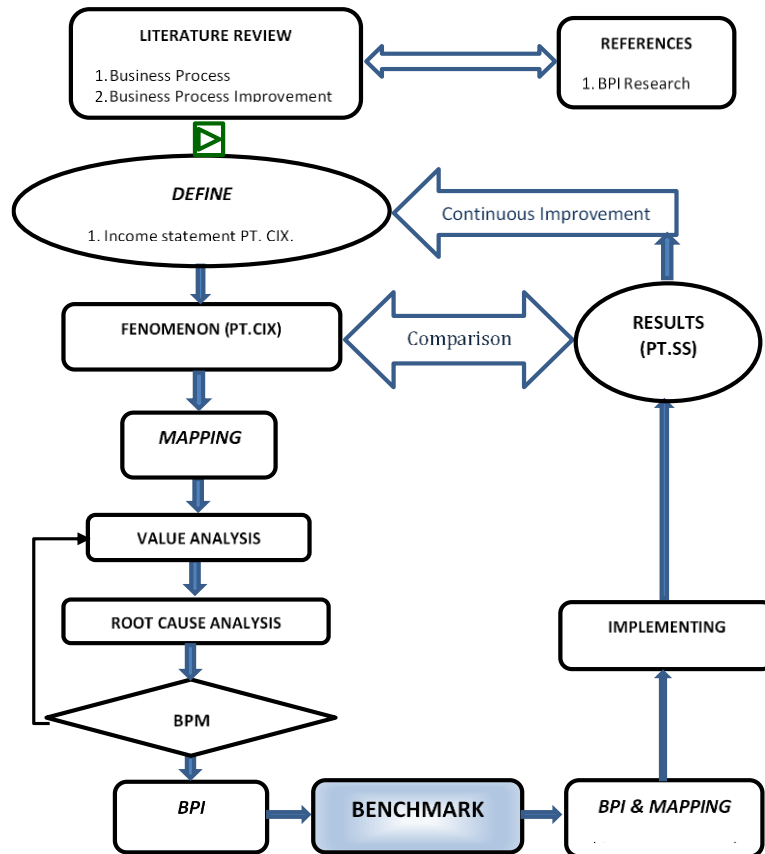 LITERATURE REVIEW
1. Business Process
2. Business Process Improvement
REFERENCES
1. BPI Research
DEFINE
1. Income statement PT. CIX.
Continuous Improvement
FENOMENON (PT.CIX)
Comparison
RESULTS
(PT.SS)
MAPPING
VALUE ANALYSIS
ROOT CAUSE ANALYSIS
IMPLEMENTING
BPM
BPI
BENCHMARK
BPI & MAPPING